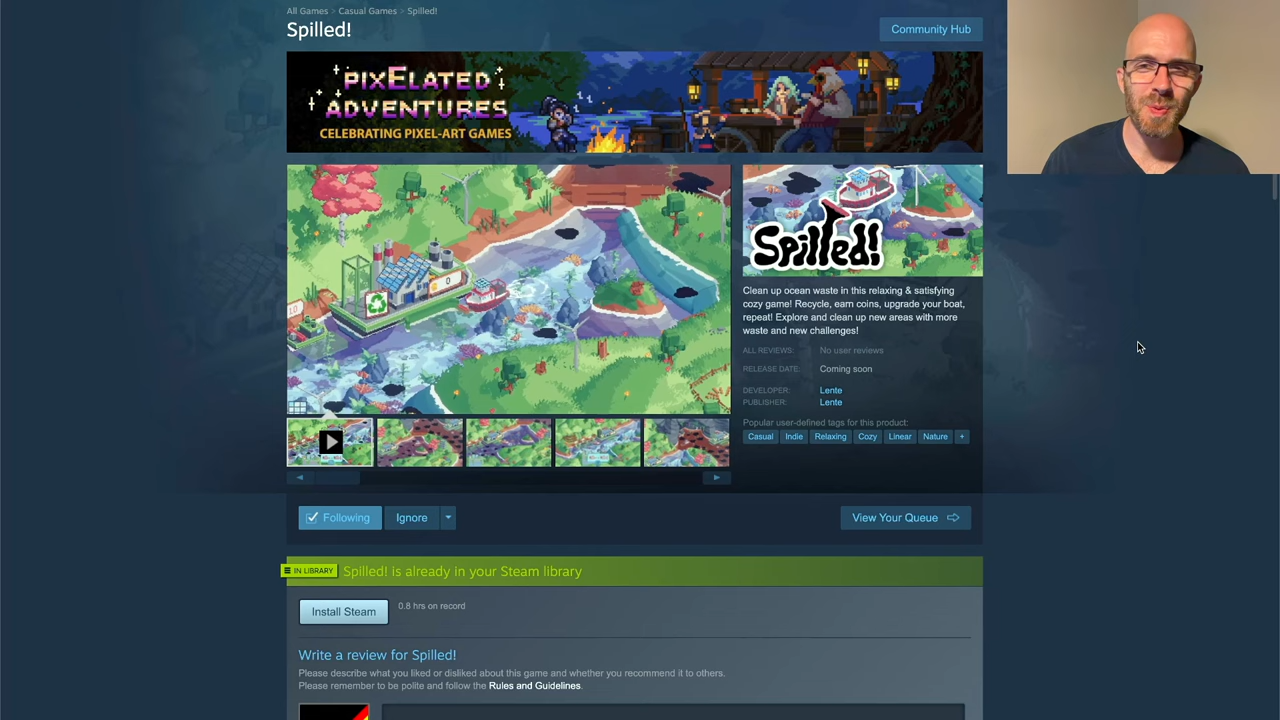 All Games > Casual Games > Spilled!
Spilled!
Community Hub
PIXELATED
ADVENTURES
CELEBRATING PIXEL-ART GAMES
0
10
Spilled!
Clean up ocean waste in this relaxing & satisfying
cozy game! Recycle, earn coins, upgrade your boat,
repeat! Explore and clean up new areas with more
waste and new challenges!
ALL REVIEWS: No user reviews
RELEASE DATE: Coming soon
DEVELOPER: Lente
PUBLISHER: Lente
Popular user-defined tags for this product:
Casual Indie Relaxing Cozy Linear Nature +
Following Ignore
View Your Queue
IN LIBRARY Spilled! is already in your Steam library
Install Steam 0.8 hrs on record
Write a review for Spilled!
Please describe what you liked or disliked about this game and whether you recommend it to others.
Please remember to be polite and follow the Rules and Guidelines.